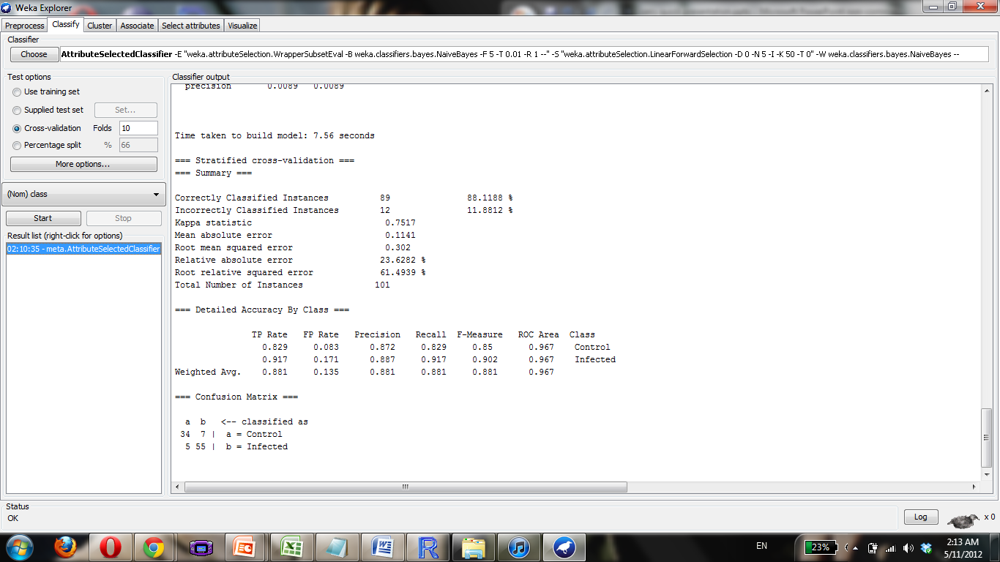 Weka Explorer
Preprocess Classify Cluster Associate Select attributes Visualize
Classifier
Choose AttributeSelectedClassifier -E "weka.attributeSelection.WrapperSubsetEval -B weka.classifiers.bayes.NaiveBayes -F 5 -T 0.01 -R 1 --" -S "weka.attributeSelection.LinearForwardSelection -D 0 -N 5 -I -K 50 -T 0" -W weka.classifiers.bayes.NaiveBayes --
Test options
Use training set
Supplied test set Set...
Cross-validation Folds 10
Percentage split % 66
More options...
(Nom) class
Start Stop
Result list (right-click for options)
02:10:35 - meta.AttributeSelectedClassifier
Classifier output
precision 0.0089 0.0089
Time taken to build model: 7.56 seconds
=== Stratified cross-validation ===
=== Summary ===
Correctly Classified Instances 89 88.1188 %
Incorrectly Classified Instances 12 11.8812 %
Kappa statistic 0.7517
Mean absolute error 0.1141
Root mean squared error 0.302
Relative absolute error 23.6282 %
Root relative squared error 61.4939 %
Total Number of Instances 101
=== Detailed Accuracy By Class ===
TP Rate FP Rate Precision Recall F-Measure ROC Area Class
0.829 0.083 0.872 0.829 0.85 0.967 Control
0.917 0.171 0.887 0.917 0.902 0.967 Infected
Weighted Avg. 0.881 0.135 0.881 0.881 0.881 0.967
=== Confusion Matrix ===
a b <-- classified as
34 7 | a = Control
5 55 | b = Infected
Status
OK
Log x 0
EN
23%
2:13 AM
5/11/2012